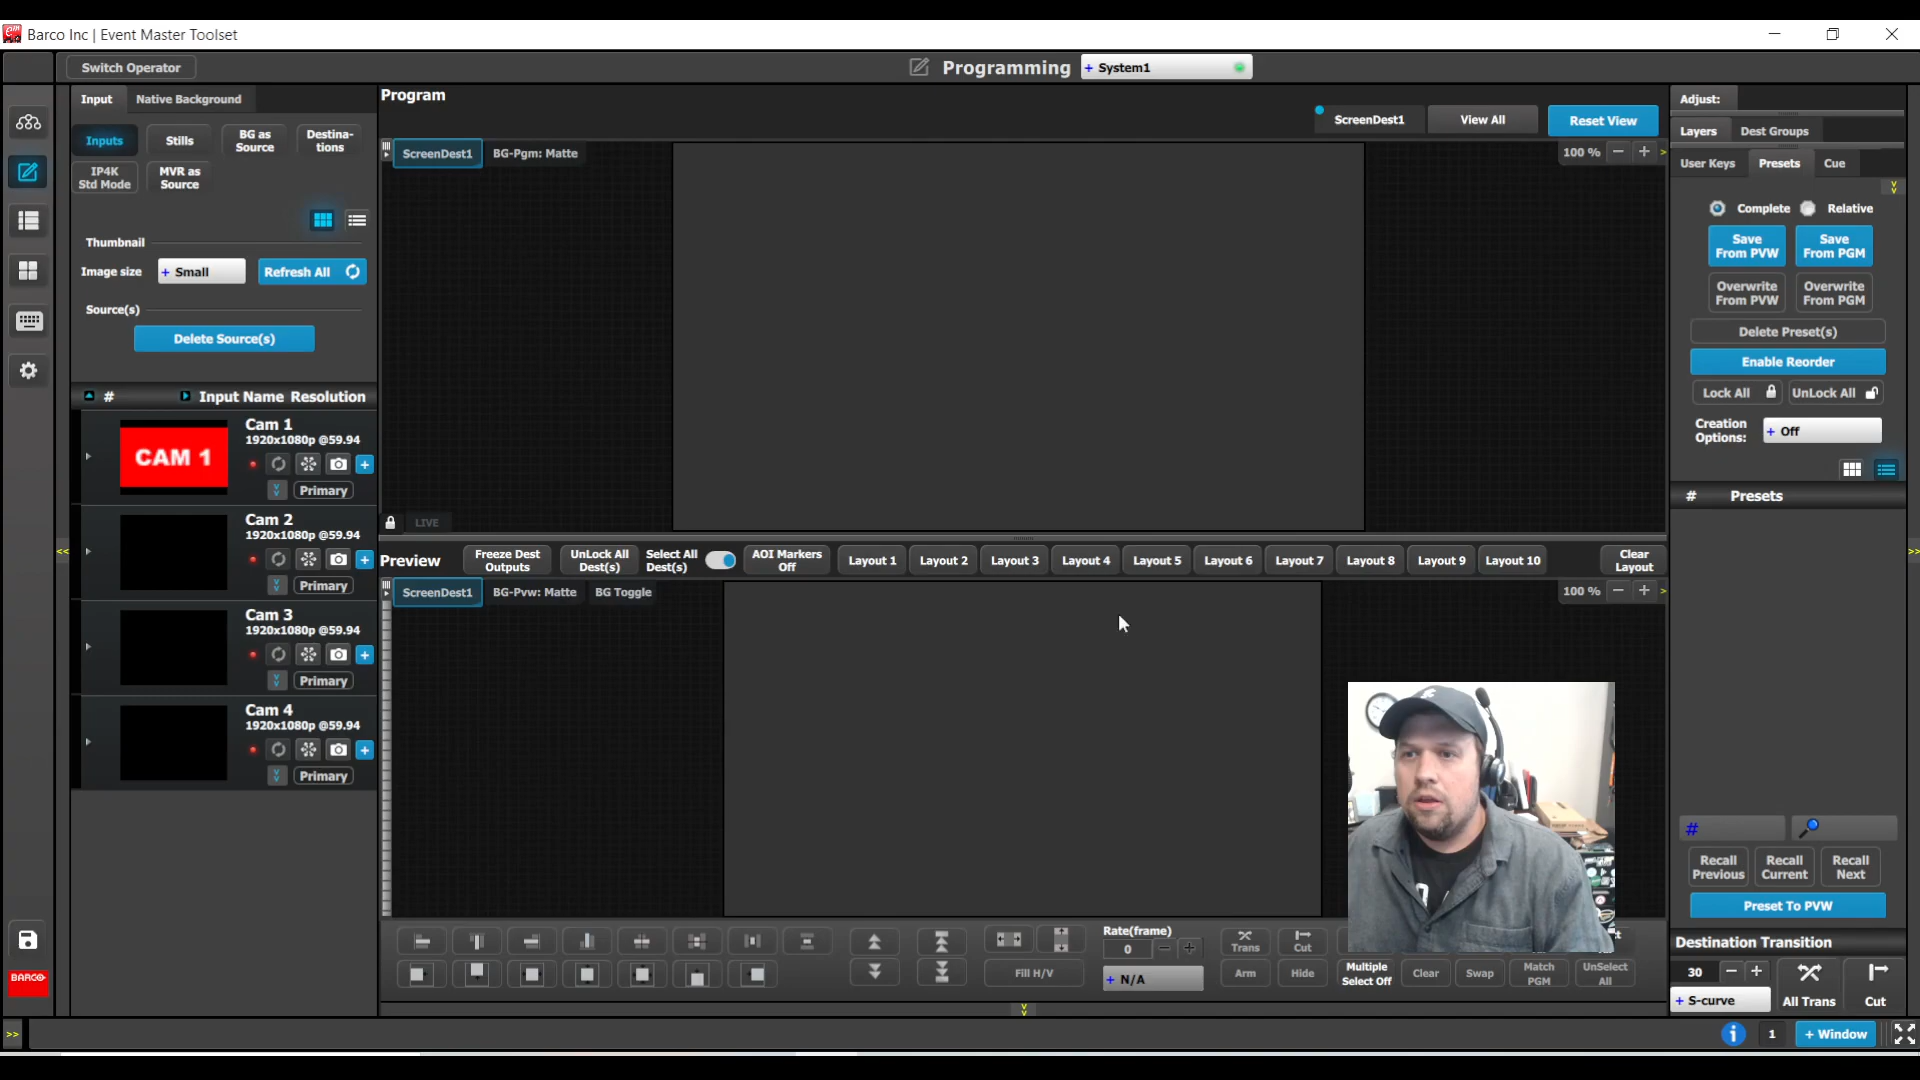 Barco Inc | Event Master Toolset
Switch Operator
Programming
+ System1
Input
Native Background
Inputs
Stills
BG as
Source
Destina-
tions
IP4K
Std Mode
MVR as
Source
Thumbnail
Image size
+ Small
Refresh All
Source(s)
Delete Source(s)
#
Input Name
Resolution
CAM 1
Cam 1
1920x1080p @59.94
Primary
Cam 2
1920x1080p @59.94
Primary
Cam 3
1920x1080p @59.94
Primary
Cam 4
1920x1080p @59.94
Primary
BARCO
Program
ScreenDest1
View All
Reset View
ScreenDest1
BG-Pgm: Matte
100 %
LIVE
Preview
Freeze Dest
Outputs
UnLock All
Dest(s)
Select All
Dest(s)
AOI Markers
Off
Layout 1
Layout 2
Layout 3
Layout 4
Layout 5
Layout 6
Layout 7
Layout 8
Layout 9
Layout 10
Clear
Layout
ScreenDest1
BG-Pvw: Matte
BG Toggle
100 %
Fill H/V
Rate(frame)
0
+ N/A
Trans
Cut
Arm
Hide
Multiple
Select Off
Clear
Swap
Match
PGM
UnSelect
All
Adjust:
Layers
Dest Groups
User Keys
Presets
Cue
Complete
Relative
Save
From PVW
Save
From PGM
Overwrite
From PVW
Overwrite
From PGM
Delete Preset(s)
Enable Reorder
Lock All
UnLock All
Creation
Options:
+ Off
#
Presets
#
Recall
Previous
Recall
Current
Recall
Next
Preset To PVW
Destination Transition
30
+ S-curve
All Trans
Cut
1
+ Window